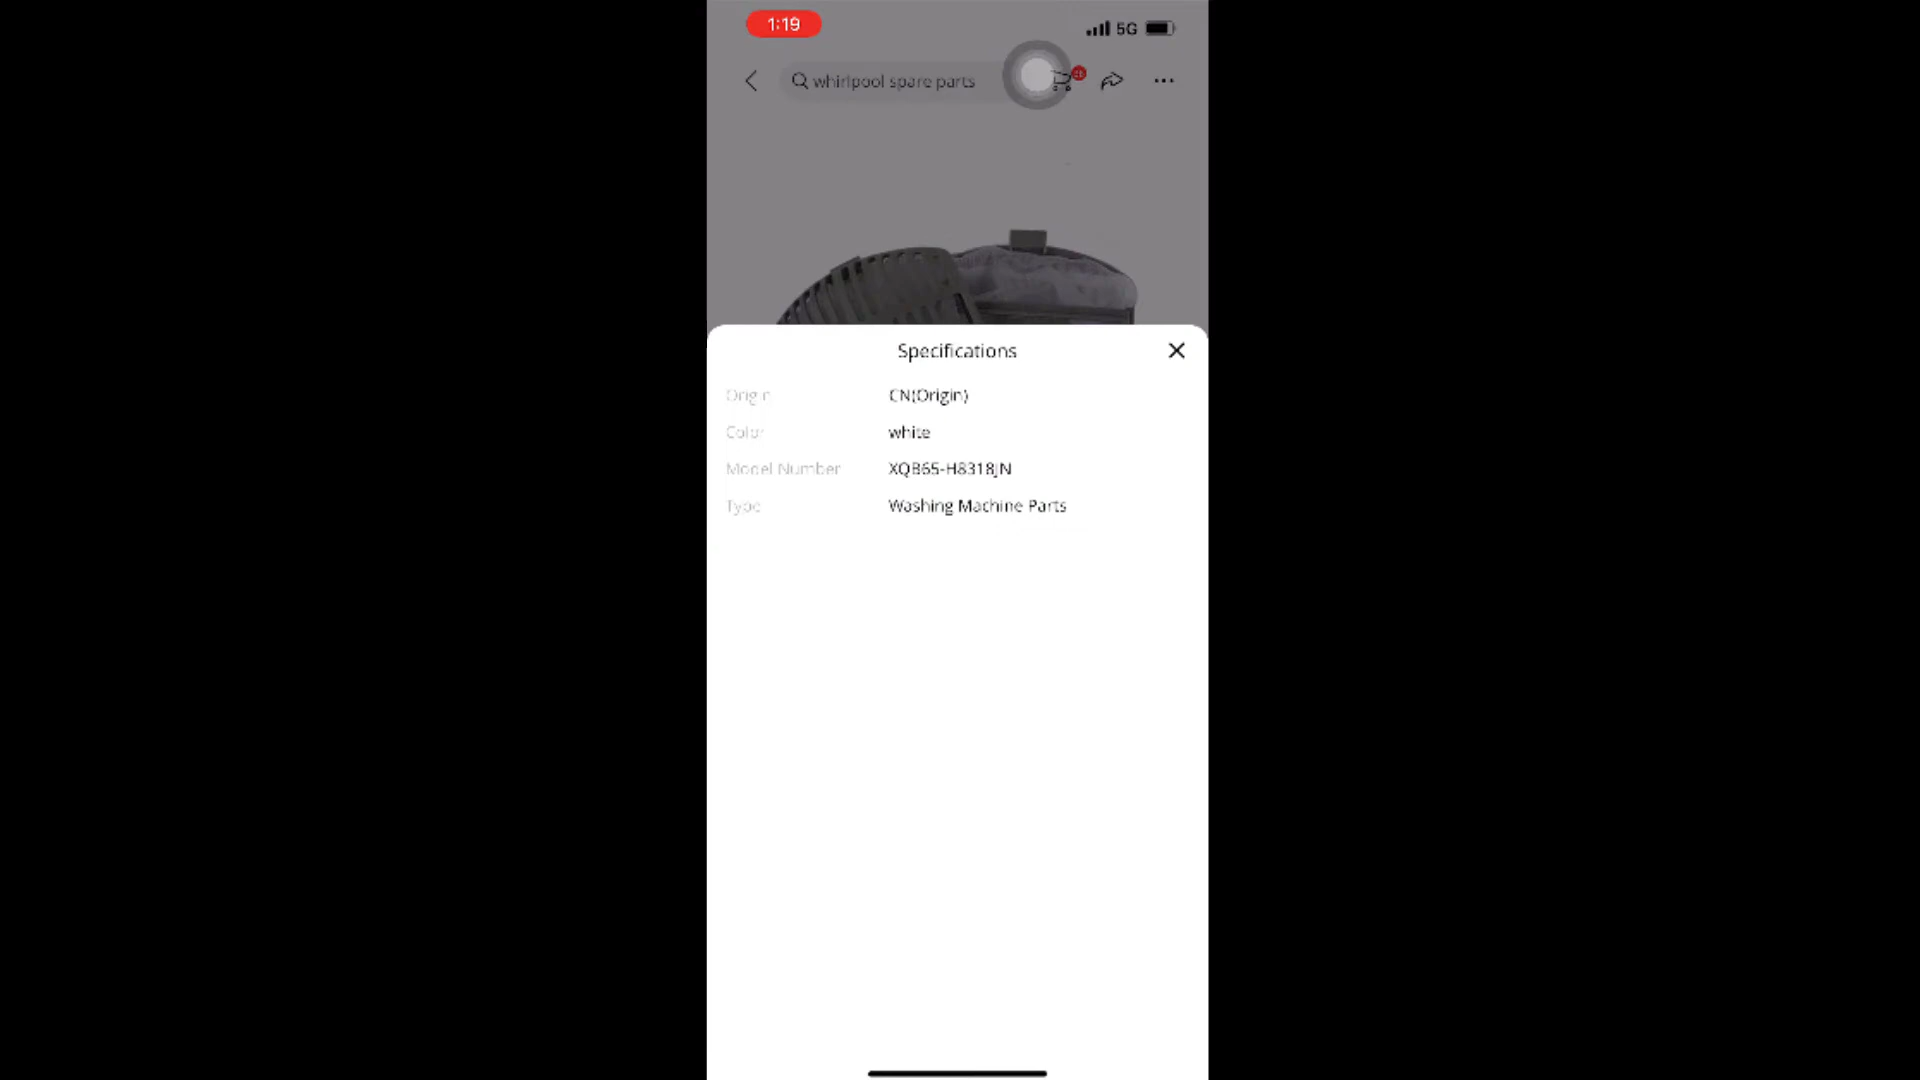 1:19
5G
whirlpool spare parts
Specifications
Origin CN(Origin)
Color white
Model Number XQB65-H8318JN
Type Washing Machine Parts